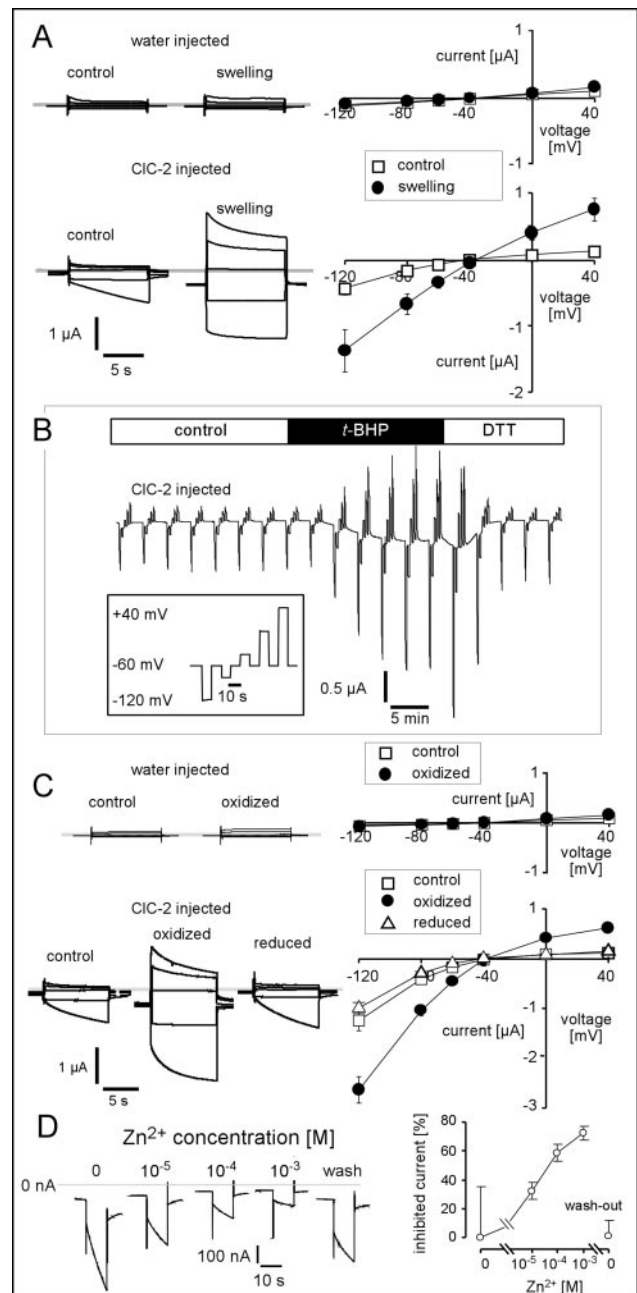 A
water injected
control
swelling
1
current [µA]
-120
-80
-40
40
voltage
[mV]
-1
control
swelling
ClC-2 injected
control
swelling
1 µA
5 s
1
-120
-80
-40
40
voltage
[mV]
-1
current [µA]
-2
B
control
t-BHP
DTT
ClC-2 injected
+40 mV
-60 mV
-120 mV
10 s
0.5 µA
5 min
C
water injected
control
oxidized
control
oxidized
1
current [µA]
-120
-80
-40
40
voltage
[mV]
-1
ClC-2 injected
control
oxidized
reduced
1 µA
5 s
control
oxidized
reduced
1
-120
-80
-40
40
-1
current [µA]
voltage
[mV]
-2
-3
D
Zn2+ concentration [M]
0 nA
0
10-5
10-4
10-3
wash
100 nA
10 s
inhibited current [%]
80
60
40
20
0
wash-out
0
10-5
10-4
10-3
0
Zn2+ [M]